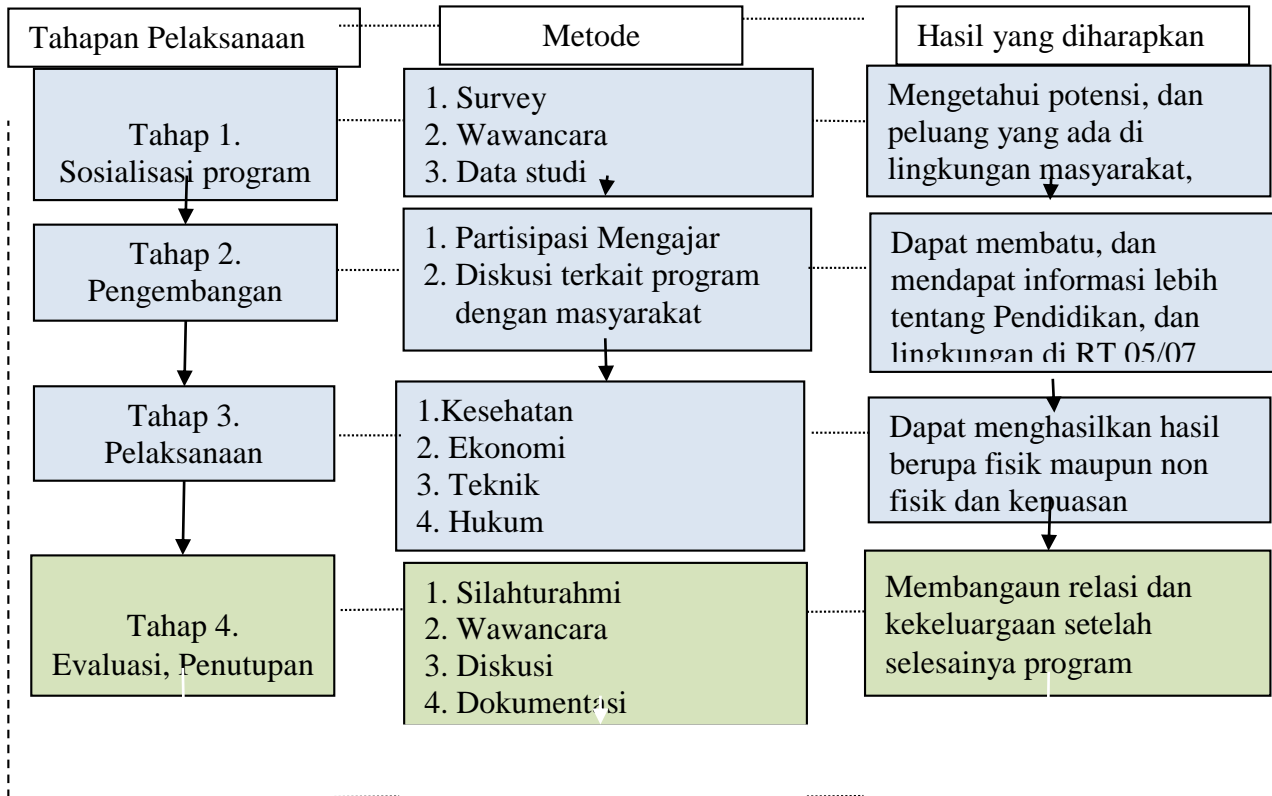 Tahapan Pelaksanaan
Metode
Hasil yang diharapkan
Tahap 1.
Sosialisasi program
1. Survey
2. Wawancara
3. Data studi
Mengetahui potensi, dan
peluang yang ada di
lingkungan masyarakat,
Tahap 2.
Pengembangan
1. Partisipasi Mengajar
2. Diskusi terkait program
dengan masyarakat
Dapat membatu, dan
mendapat informasi lebih
tentang Pendidikan, dan
lingkungan di RT 05/07
Tahap 3.
Pelaksanaan
1.Kesehatan
2. Ekonomi
3. Teknik
4. Hukum
Dapat menghasilkan hasil
berupa fisik maupun non
fisik dan kepuasan
Tahap 4.
Evaluasi, Penutupan
1. Silahturahmi
2. Wawancara
3. Diskusi
4. Dokumentasi
Membangaun relasi dan
kekeluargaan setelah
selesainya program